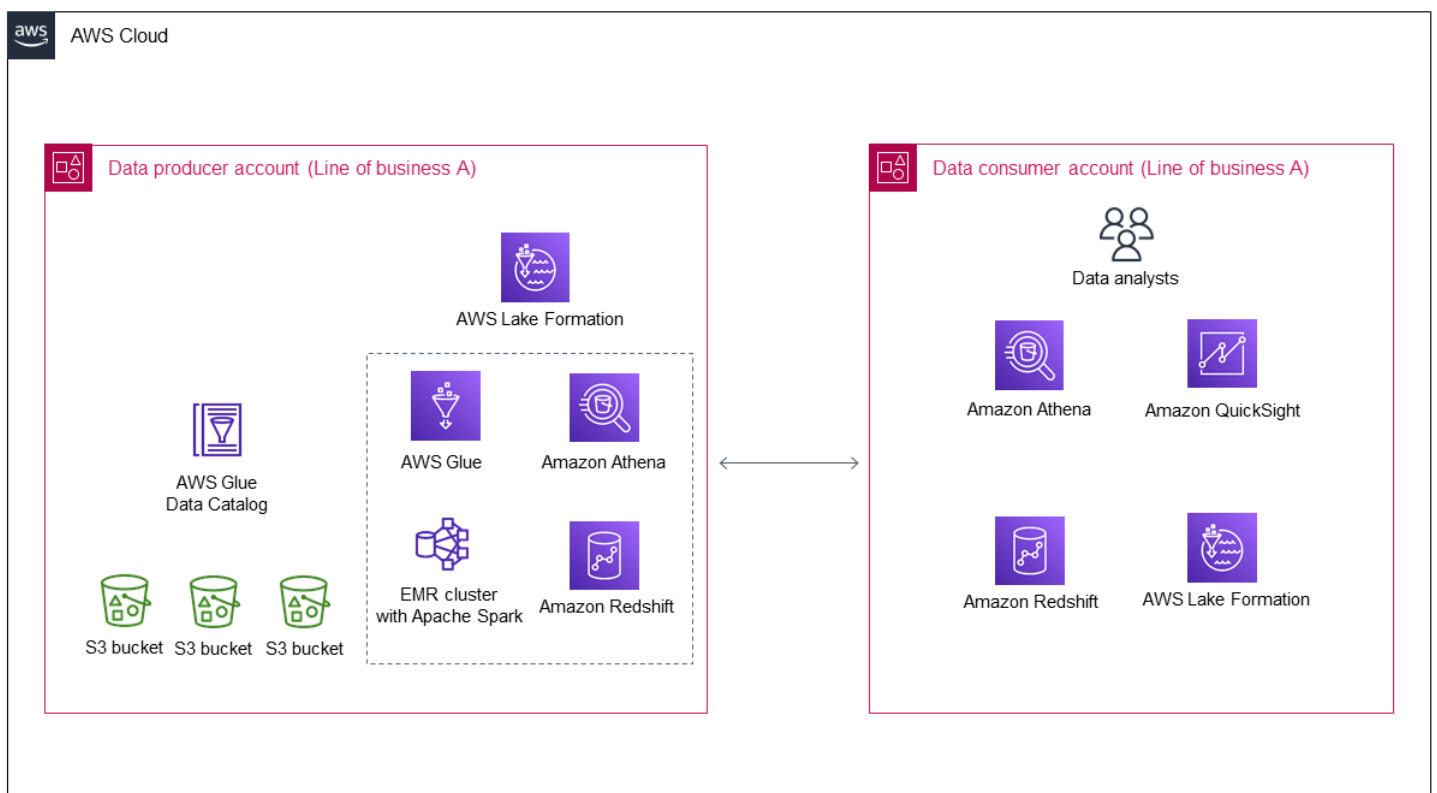 aws
AWS Cloud
Data producer account (Line of business A)
AWS Lake Formation
AWS Glue
Amazon Athena
AWS Glue
Data Catalog
EMR cluster
with Apache Spark
Amazon Redshift
S3 bucket
S3 bucket
S3 bucket
Data consumer account (Line of business A)
Data analysts
Amazon Athena
Amazon QuickSight
Amazon Redshift
AWS Lake Formation